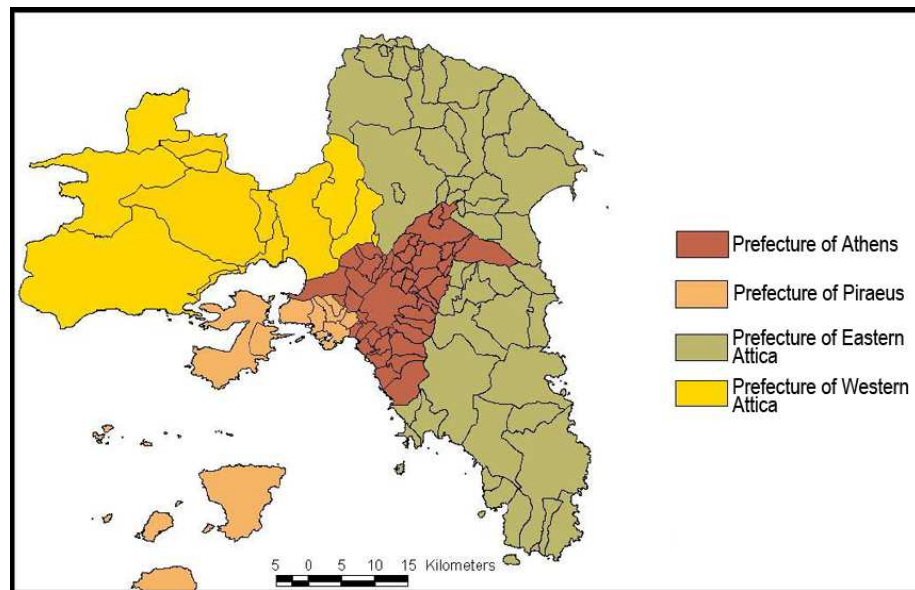 Prefecture of Athens
Prefecture of Piraeus
Prefecture of Eastern
Attica
Prefecture of Western
Attica
5 0 5 10 15 Kilometers